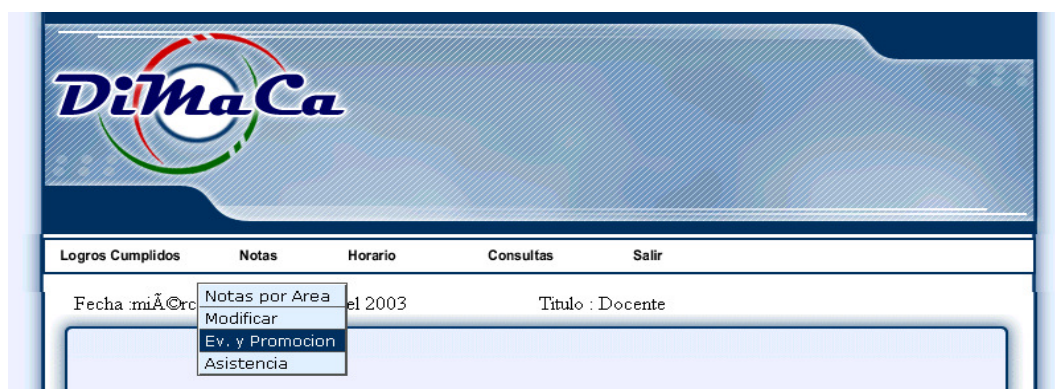 DiMaCa
Logros Cumplidos Notas Horario Consultas Salir
Fecha :miÃ©rc el 2003 Titulo : Docente
Notas por Area
Modificar
Ev. y Promocion
Asistencia